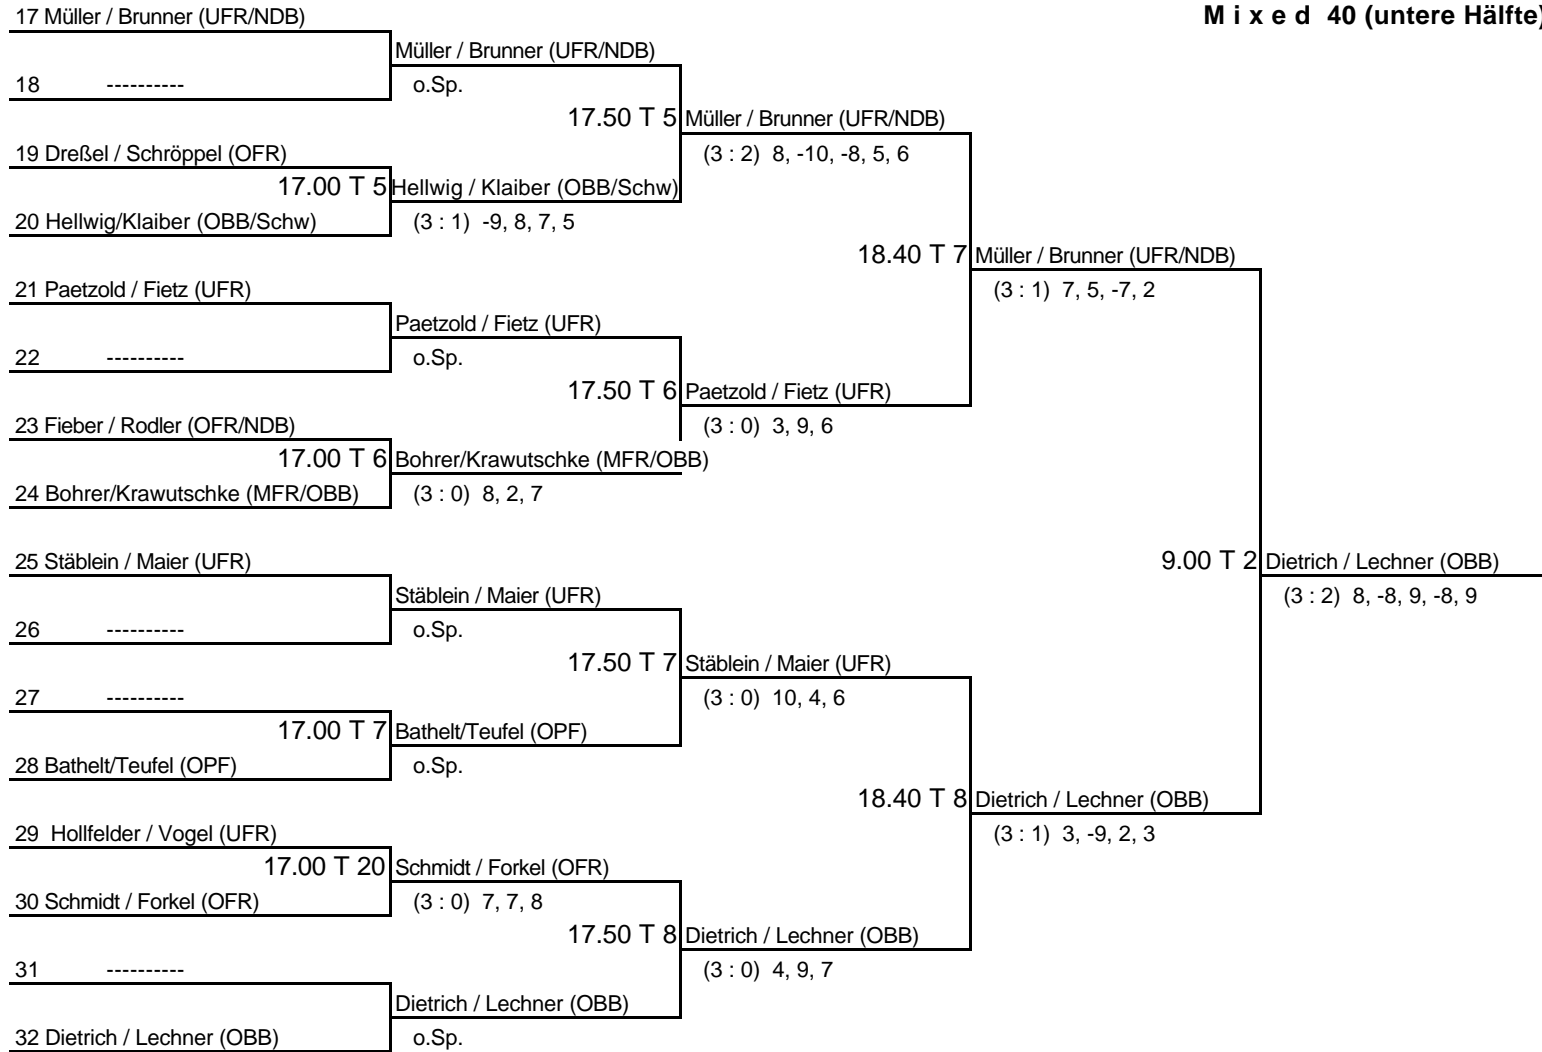 17 Müller / Brunner (UFR/NDB)
M i x e d 40 (untere Hälfte)
Müller / Brunner (UFR/NDB)
18 ----------
o.Sp.
17.50 T 5 Müller / Brunner (UFR/NDB)
19 Dreßel / Schröppel (OFR)
(3 : 2) 8, -10, -8, 5, 6
17.00 T 5 Hellwig / Klaiber (OBB/Schw)
20 Hellwig/Klaiber (OBB/Schw)
(3 : 1) -9, 8, 7, 5
18.40 T 7 Müller / Brunner (UFR/NDB)
21 Paetzold / Fietz (UFR)
(3 : 1) 7, 5, -7, 2
Paetzold / Fietz (UFR)
22 ----------
o.Sp.
17.50 T 6 Paetzold / Fietz (UFR)
23 Fieber / Rodler (OFR/NDB)
(3 : 0) 3, 9, 6
17.00 T 6 Bohrer/Krawutschke (MFR/OBB)
24 Bohrer/Krawutschke (MFR/OBB)
(3 : 0) 8, 2, 7
25 Stäblein / Maier (UFR)
9.00 T 2 Dietrich / Lechner (OBB)
Stäblein / Maier (UFR)
(3 : 2) 8, -8, 9, -8, 9
26 ----------
o.Sp.
17.50 T 7 Stäblein / Maier (UFR)
27 ----------
(3 : 0) 10, 4, 6
17.00 T 7 Bathelt/Teufel (OPF)
28 Bathelt/Teufel (OPF)
o.Sp.
18.40 T 8 Dietrich / Lechner (OBB)
29 Hollfelder / Vogel (UFR)
(3 : 1) 3, -9, 2, 3
17.00 T 20 Schmidt / Forkel (OFR)
30 Schmidt / Forkel (OFR)
(3 : 0) 7, 7, 8
17.50 T 8 Dietrich / Lechner (OBB)
31 ----------
(3 : 0) 4, 9, 7
Dietrich / Lechner (OBB)
32 Dietrich / Lechner (OBB)
o.Sp.